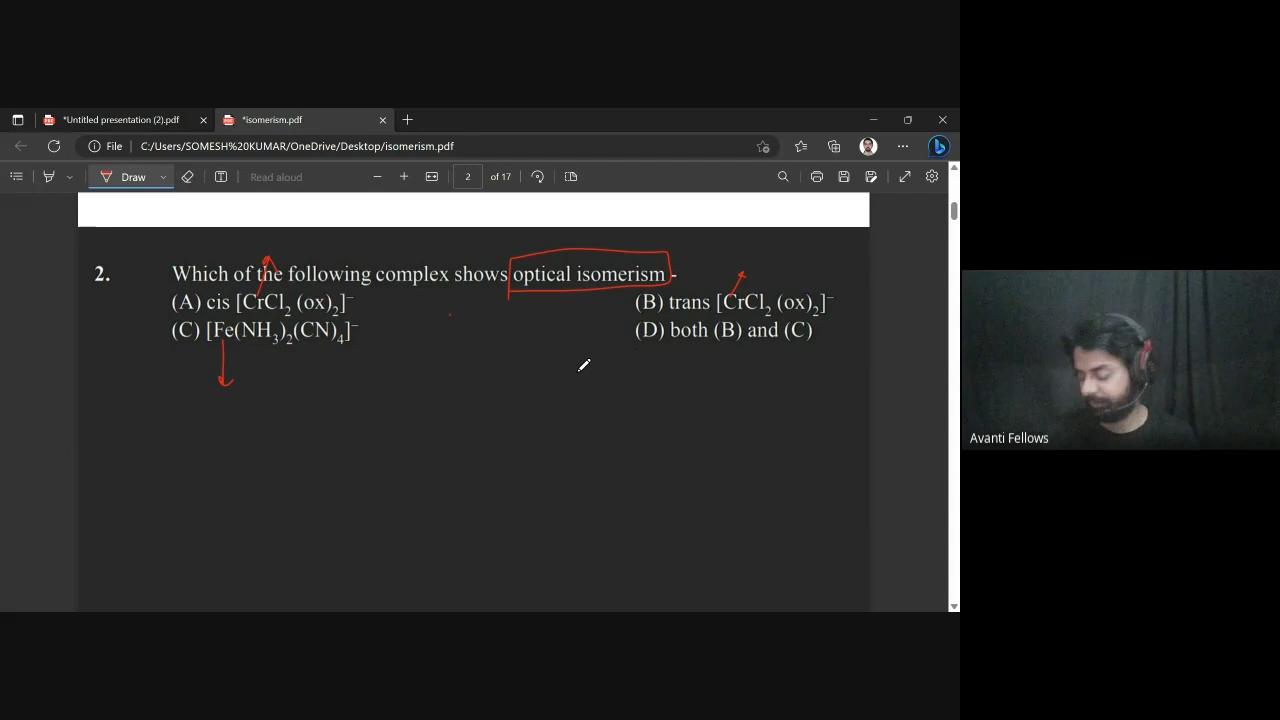 *Untitled presentation (2).pdf
*isomerism.pdf
File C:/Users/SOMESH%20KUMAR/OneDrive/Desktop/isomerism.pdf
Draw Read aloud 2 of 17
2. Which of the following complex shows optical isomerism -
(A) cis [CrCl₂ (ox)₂]⁻ (B) trans [CrCl₂ (ox)₂]⁻
(C) [Fe(NH₃)₂(CN)₄]⁻ (D) both (B) and (C)
Avanti Fellows